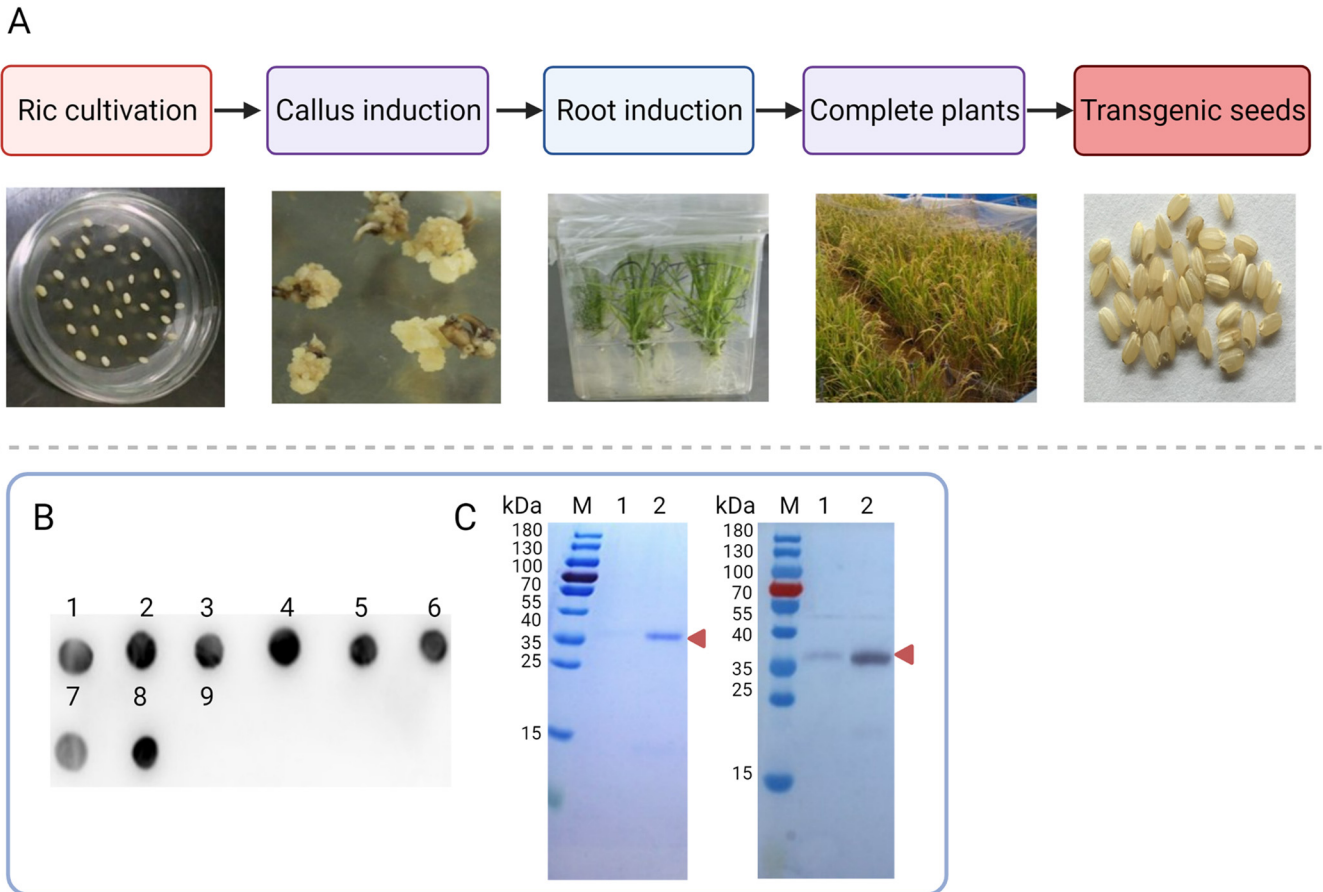 A
Ric cultivation
Callus induction
Root induction
Complete plants
Transgenic seeds
B
1 2 3 4 5 6
7 8 9
C
kDa M 1 2
180
130
100
70
55
40
35
25
15
kDa M 1 2
180
130
100
70
55
40
35
25
15